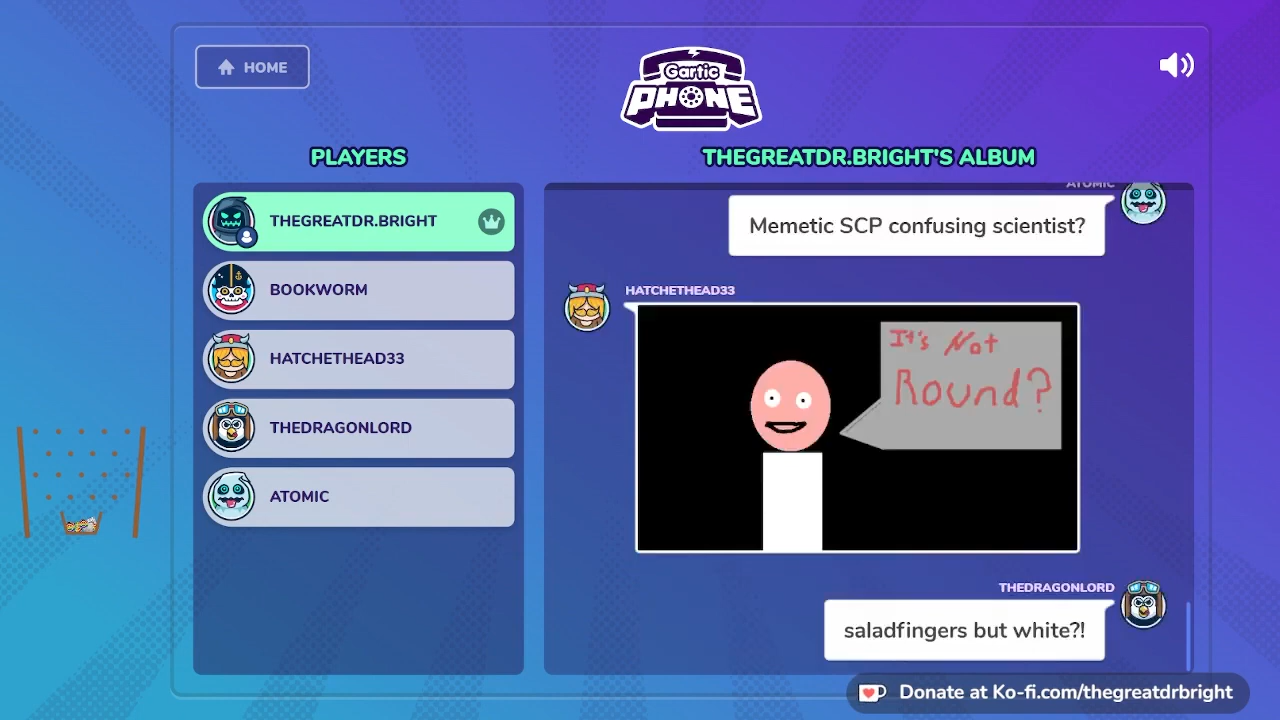 HOME
Gartic
PHONE
PLAYERS
THEGREATDR.BRIGHT'S ALBUM
THEGREATDR.BRIGHT
BOOKWORM
HATCHETHEAD33
THEDRAGONLORD
ATOMIC
ATOMIC
Memetic SCP confusing scientist?
HATCHETHEAD33
It's Not
Round?
THEDRAGONLORD
saladfingers but white?!
Donate at Ko-fi.com/thegreatdrbright